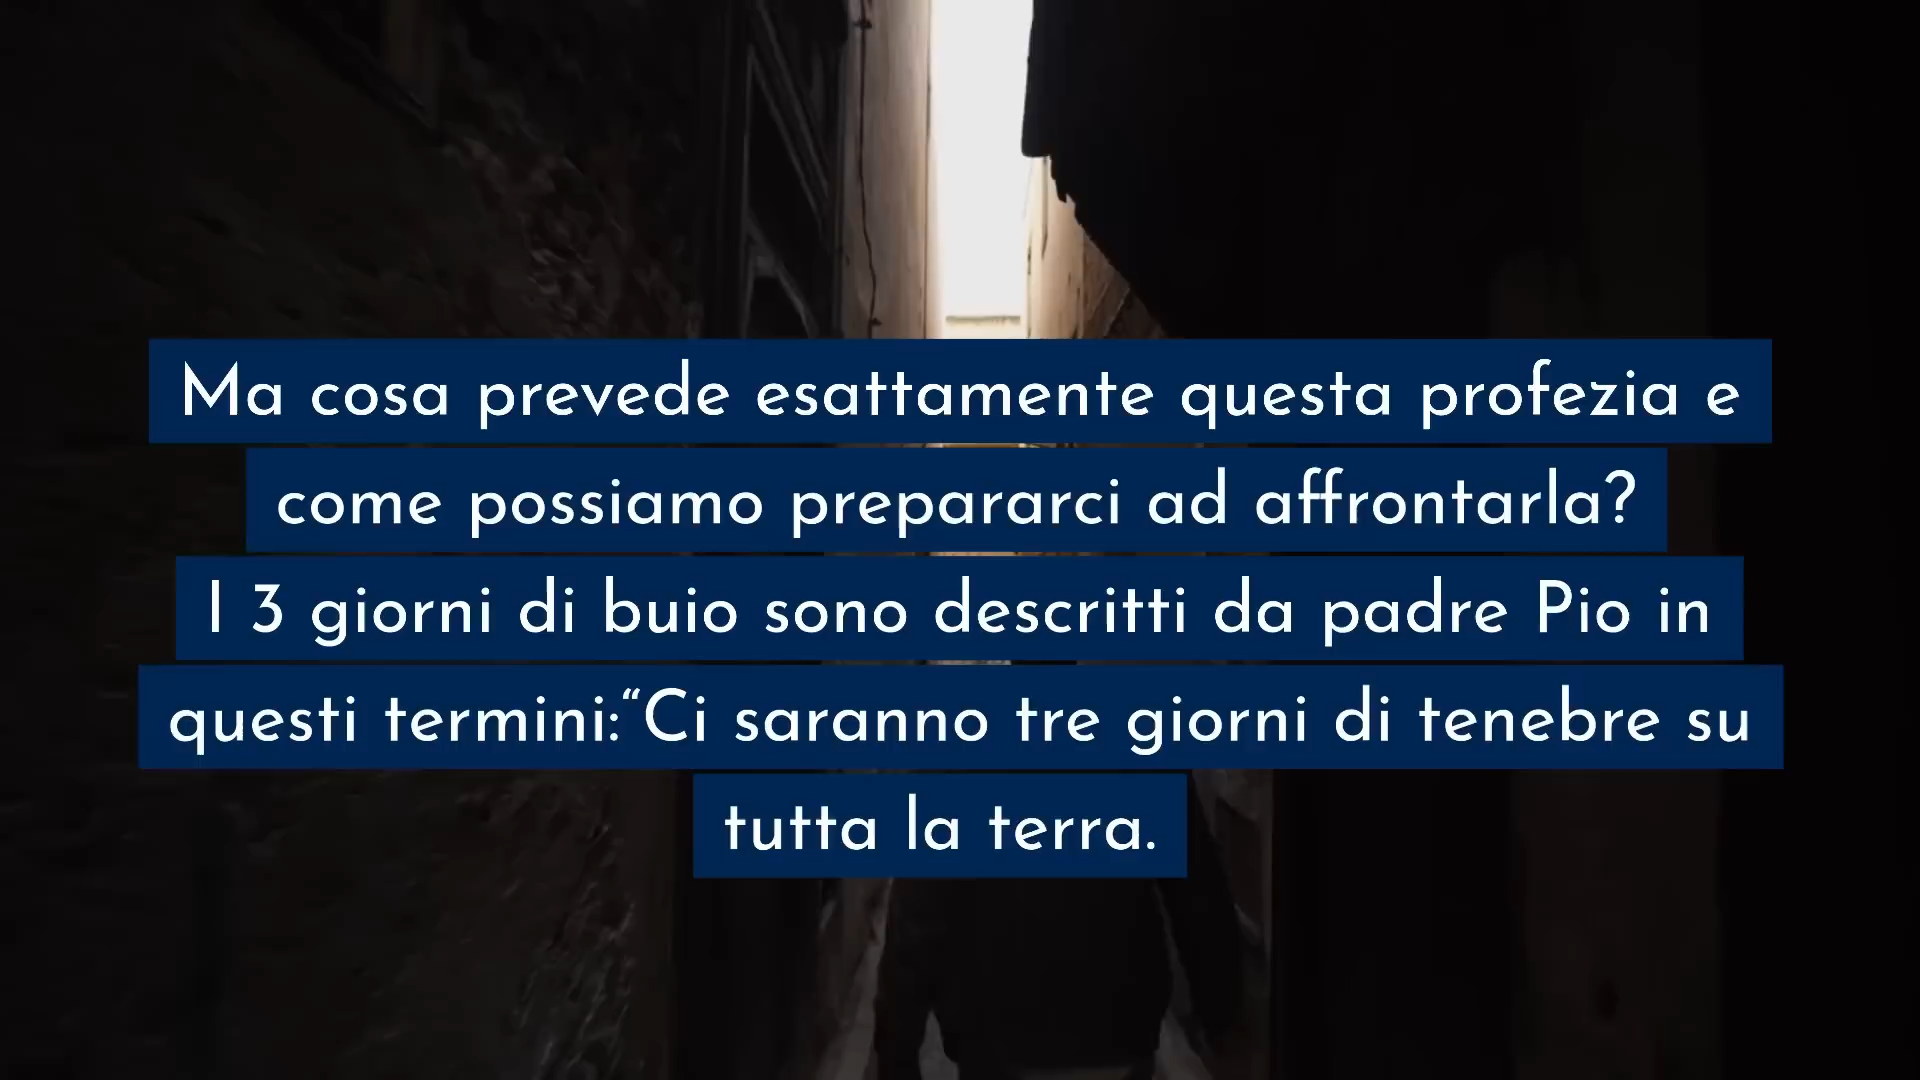 Ma cosa prevede esattamente questa profezia e
come possiamo prepararci ad affrontarla?
I 3 giorni di buio sono descritti da padre Pio in
questi termini:“Ci saranno tre giorni di tenebre su
tutta la terra.